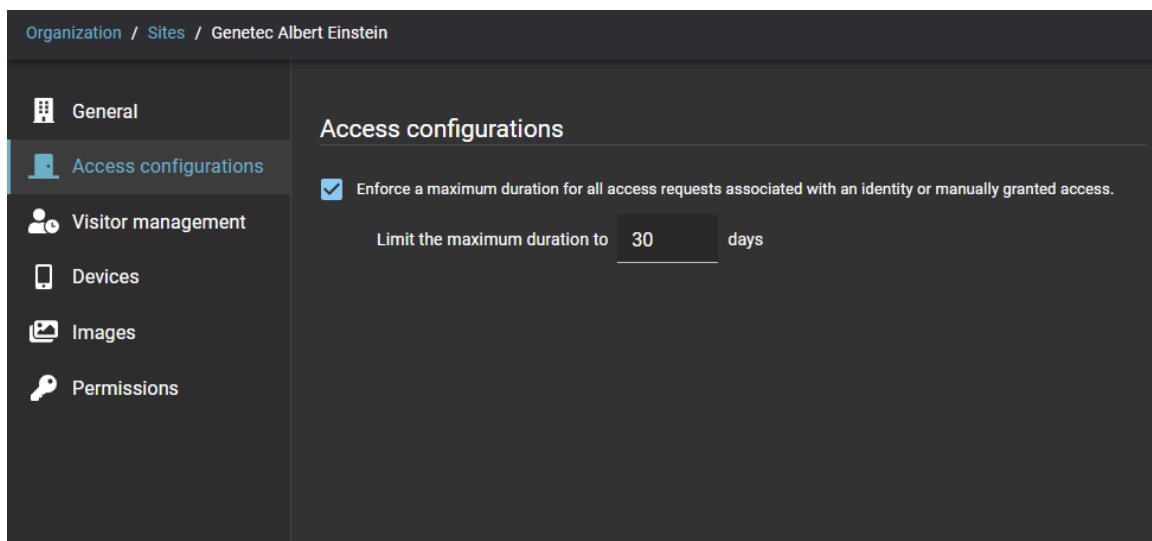 Organization / Sites / Genetec Albert Einstein
General
Access configurations
Visitor management
Devices
Images
Permissions
Access configurations
Enforce a maximum duration for all access requests associated with an identity or manually granted access.
Limit the maximum duration to 30 days